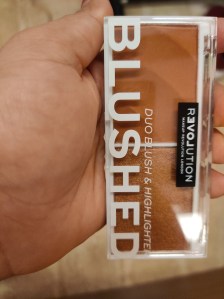 BLUSHED
DUO BLUSH & HIGHLIGHTER
REVOLUTION